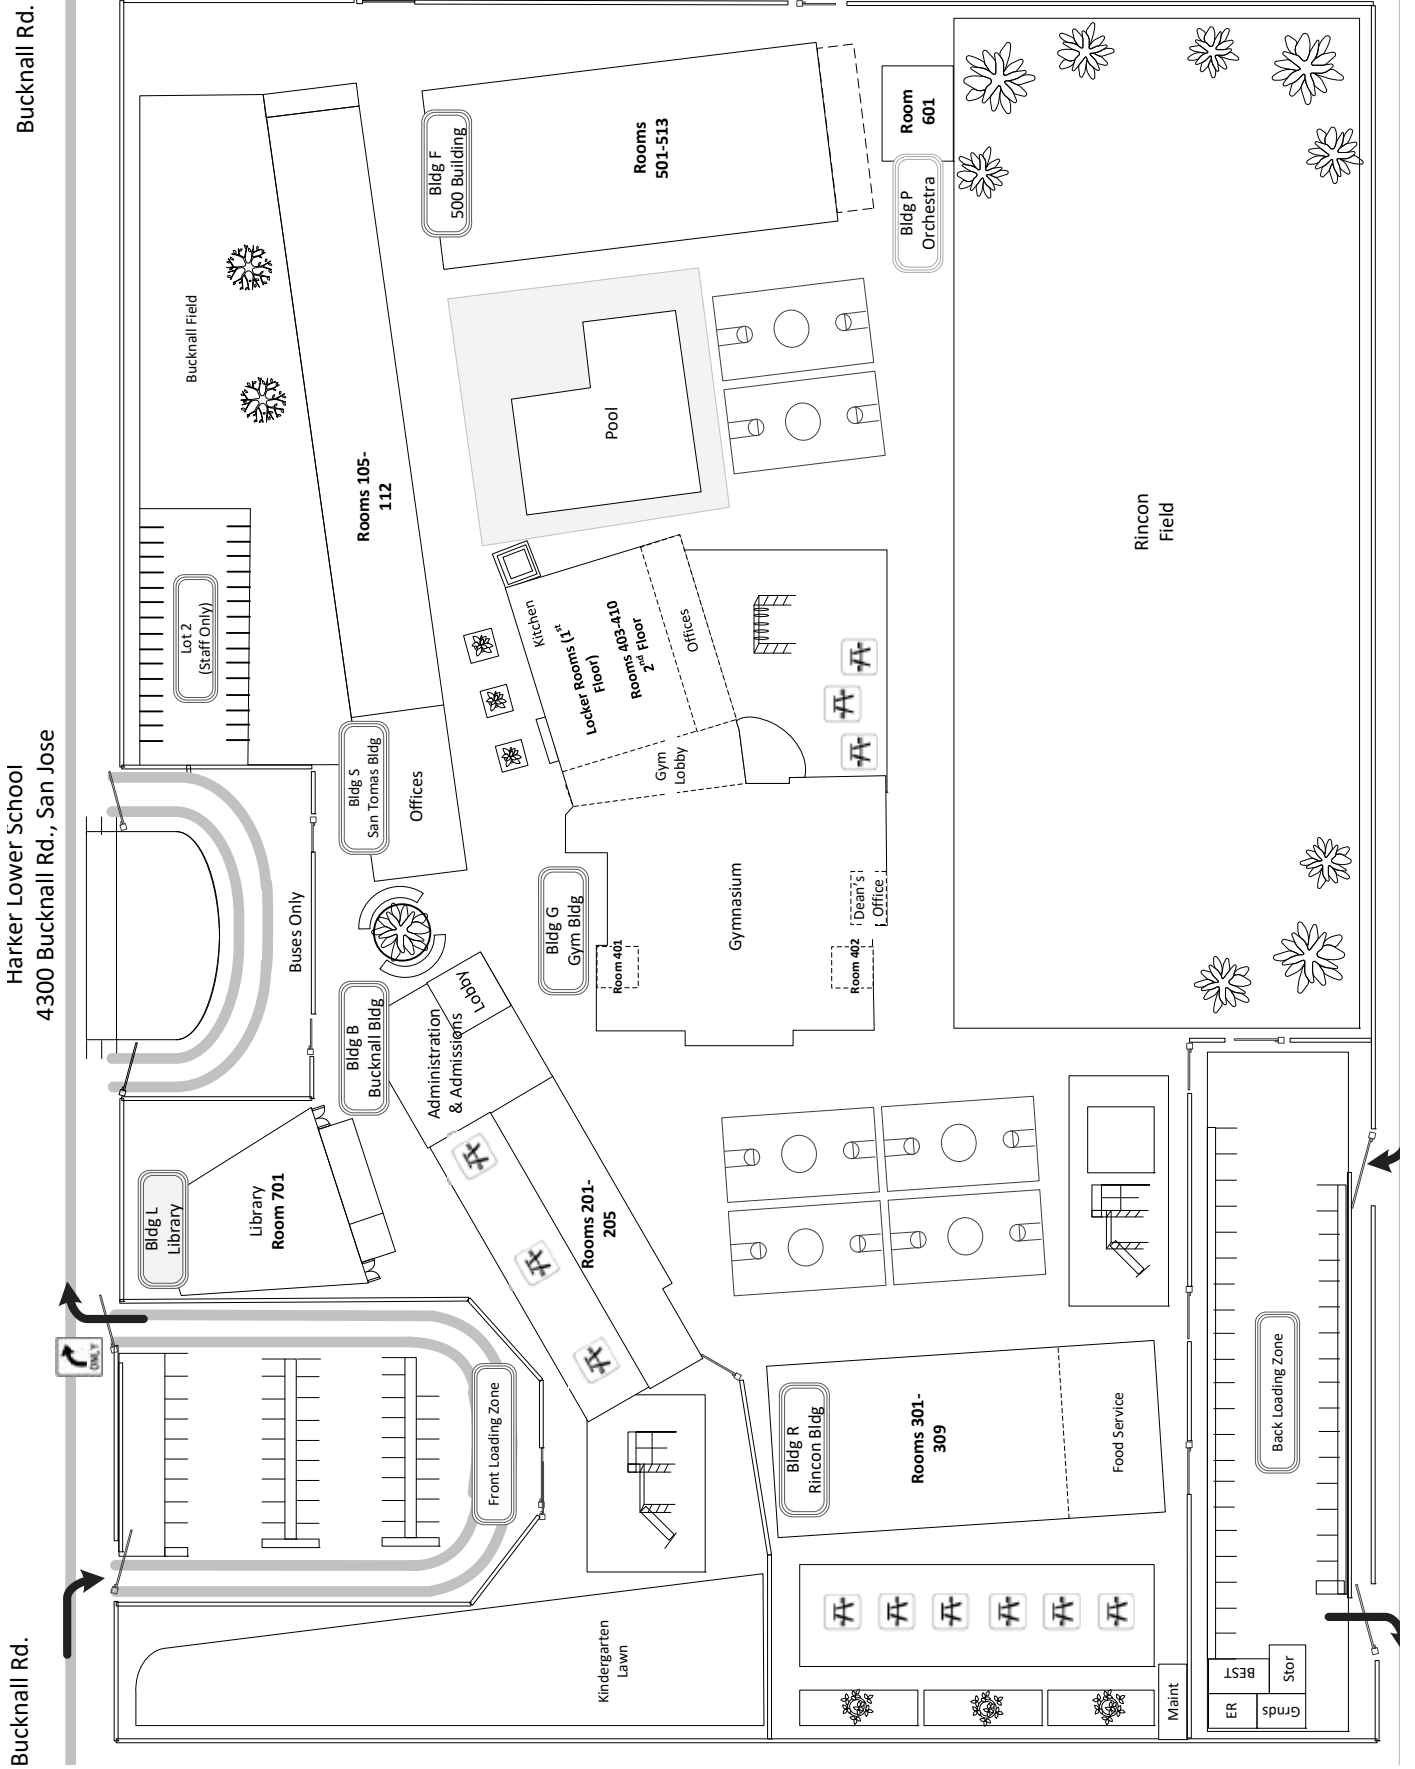 Harker Lower School
4300 Bucknall Rd., San Jose
Bucknall Rd.
Bucknall Rd.
ONLY
Bldg L
Library
Library
Room 701
Buses Only
Lot 2
(Staff Only)
Bucknall Field
Front Loading Zone
Bldg B
Bucknall Bldg
Administration
& Admissions
Lobby
Rooms 201-
205
Bldg S
San Tomas Bldg
Offices
Rooms 105-
112
Bldg F
500 Building
Rooms
501-513
Kindergarten
Lawn
Bldg G
Gym Bldg
Room 401
Gymnasium
Room 402
Dean's
Office
Gym
Lobby
Kitchen
Locker Rooms (1st
Floor)
Rooms 403-410
2nd Floor
Offices
Pool
Room
601
Bldg P
Orchestra
Bldg R
Rincon Bldg
Rooms 301-
309
Food Service
Rincon
Field
Maint
Back Loading Zone
ER
BEST
Grnds
Stor